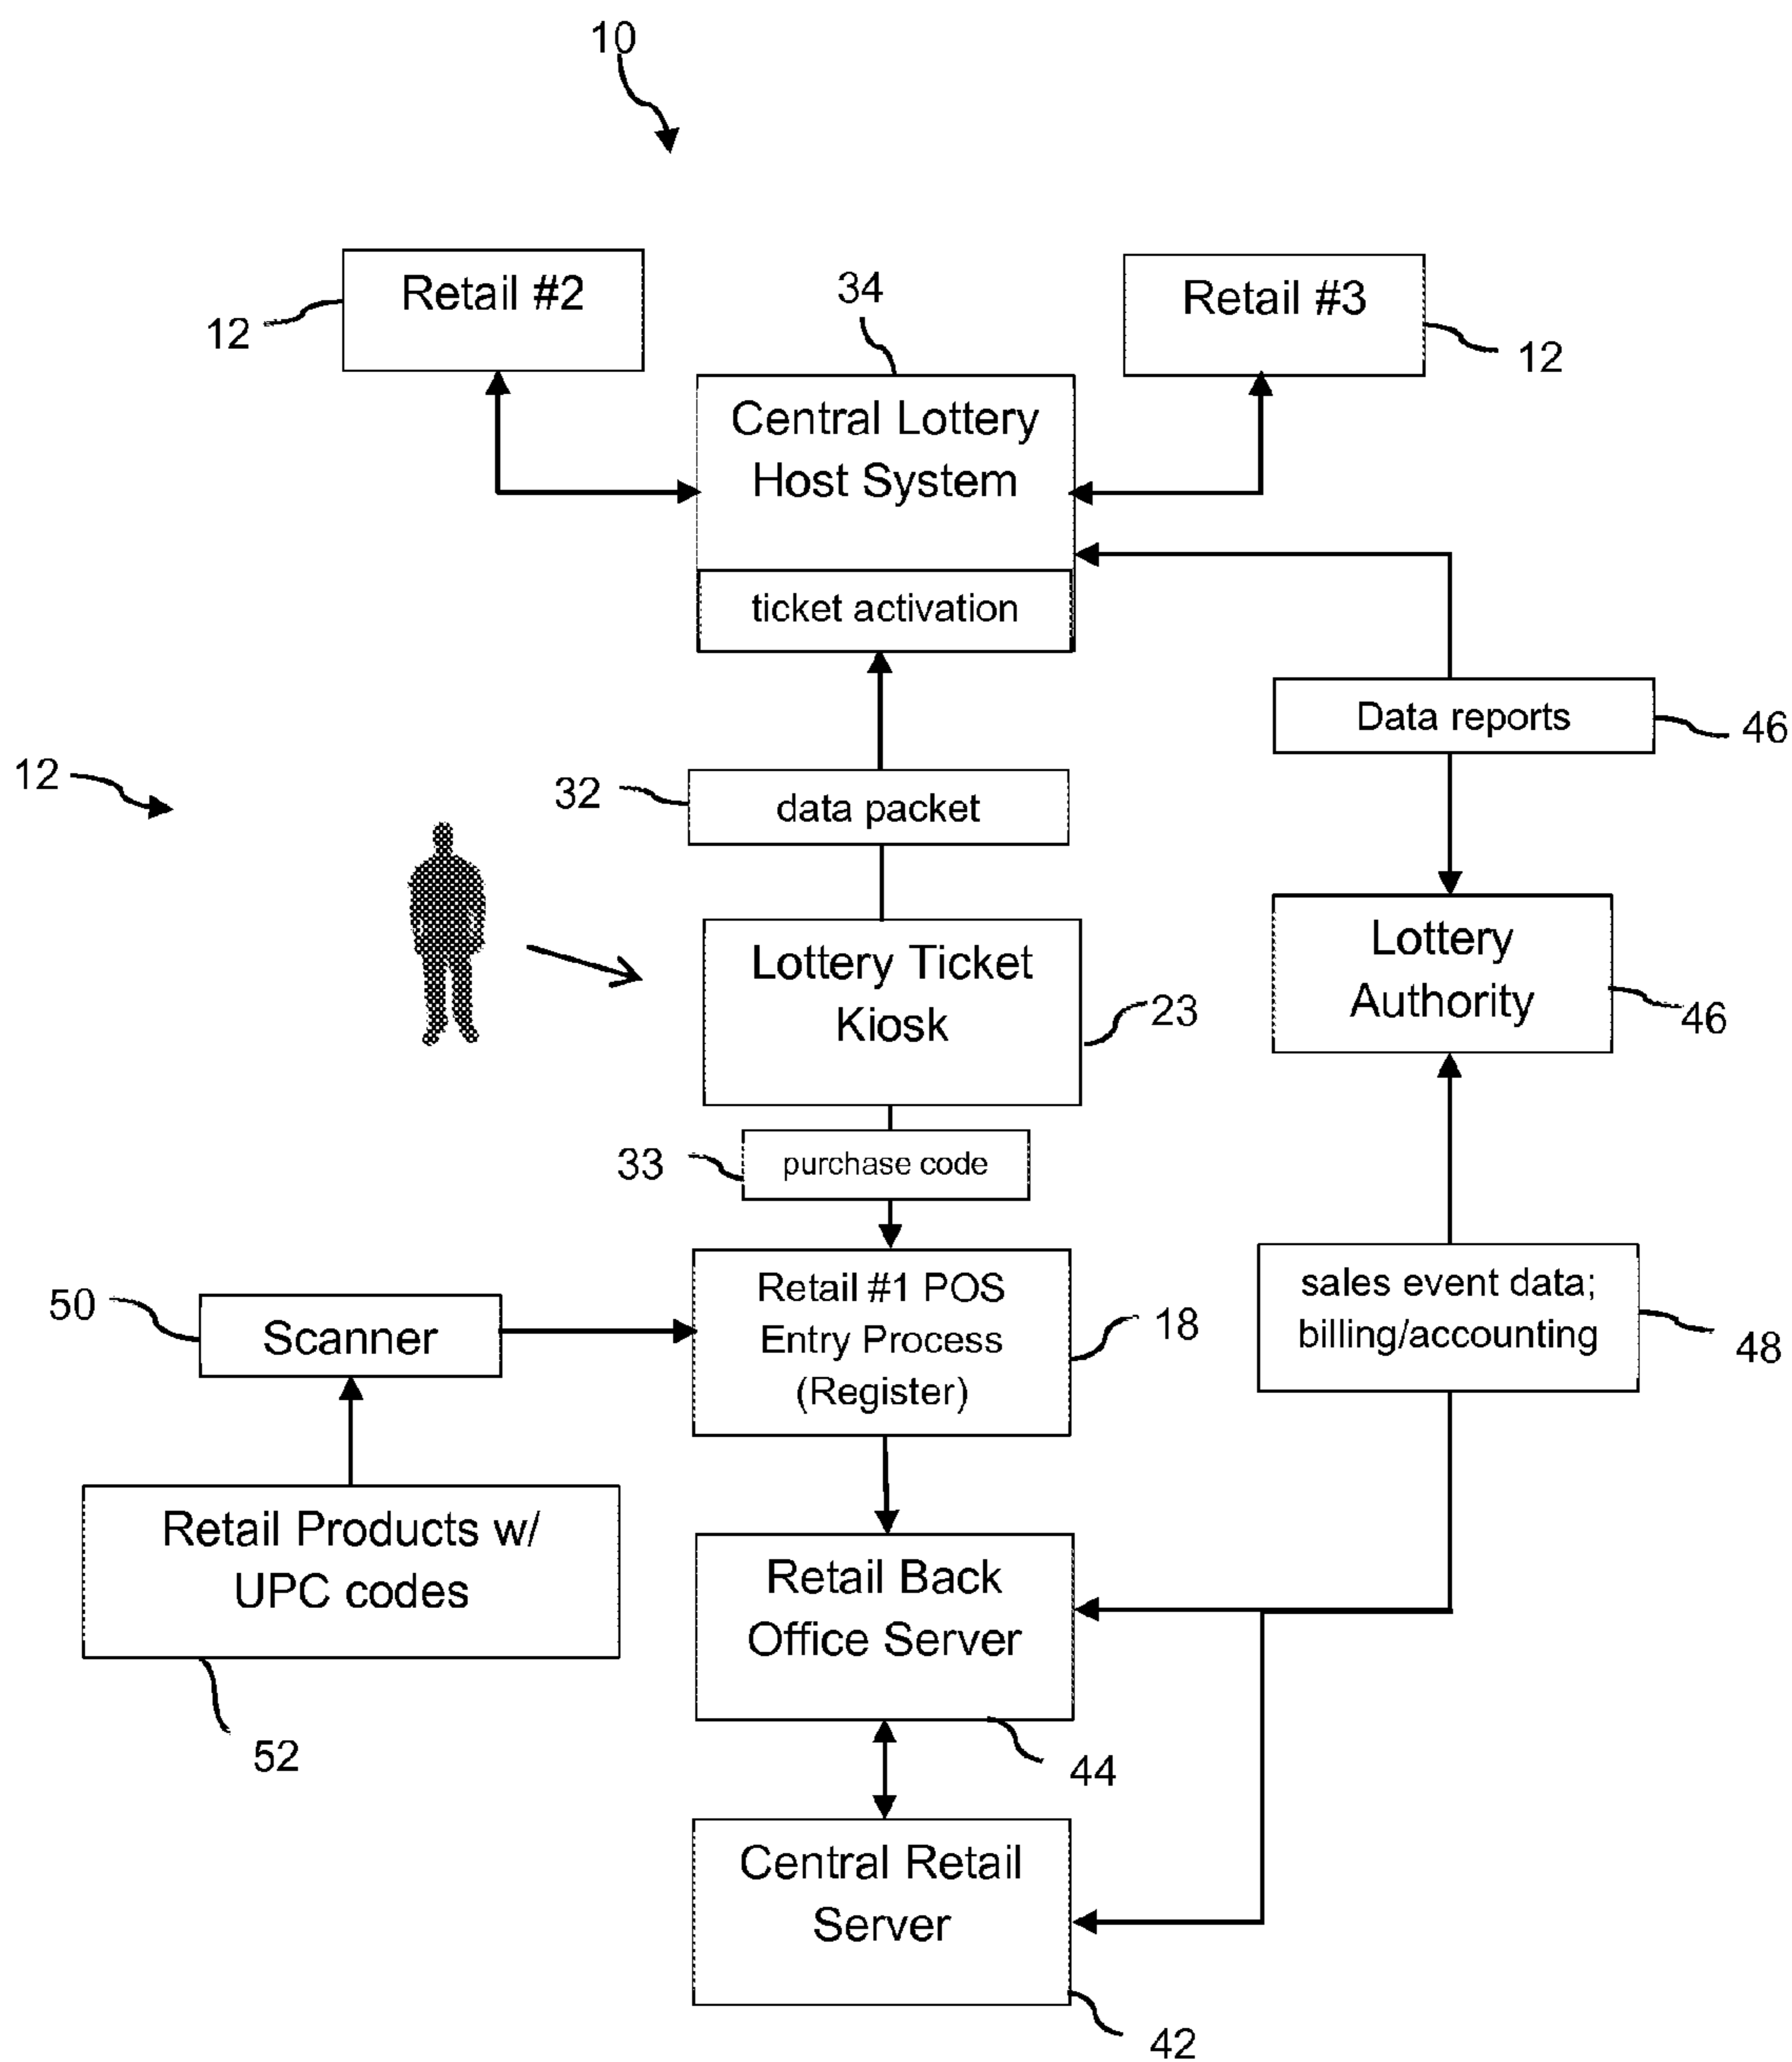 10
Retail #2
12
34
Retail #3
12
Central Lottery
Host System
ticket activation
Data reports
46
12
32
data packet
Lottery Ticket
Kiosk
23
Lottery
Authority
46
33
purchase code
50
Scanner
Retail #1 POS
Entry Process
(Register)
18
sales event data;
billing/accounting
48
Retail Products w/
UPC codes
52
Retail Back
Office Server
44
Central Retail
Server
42